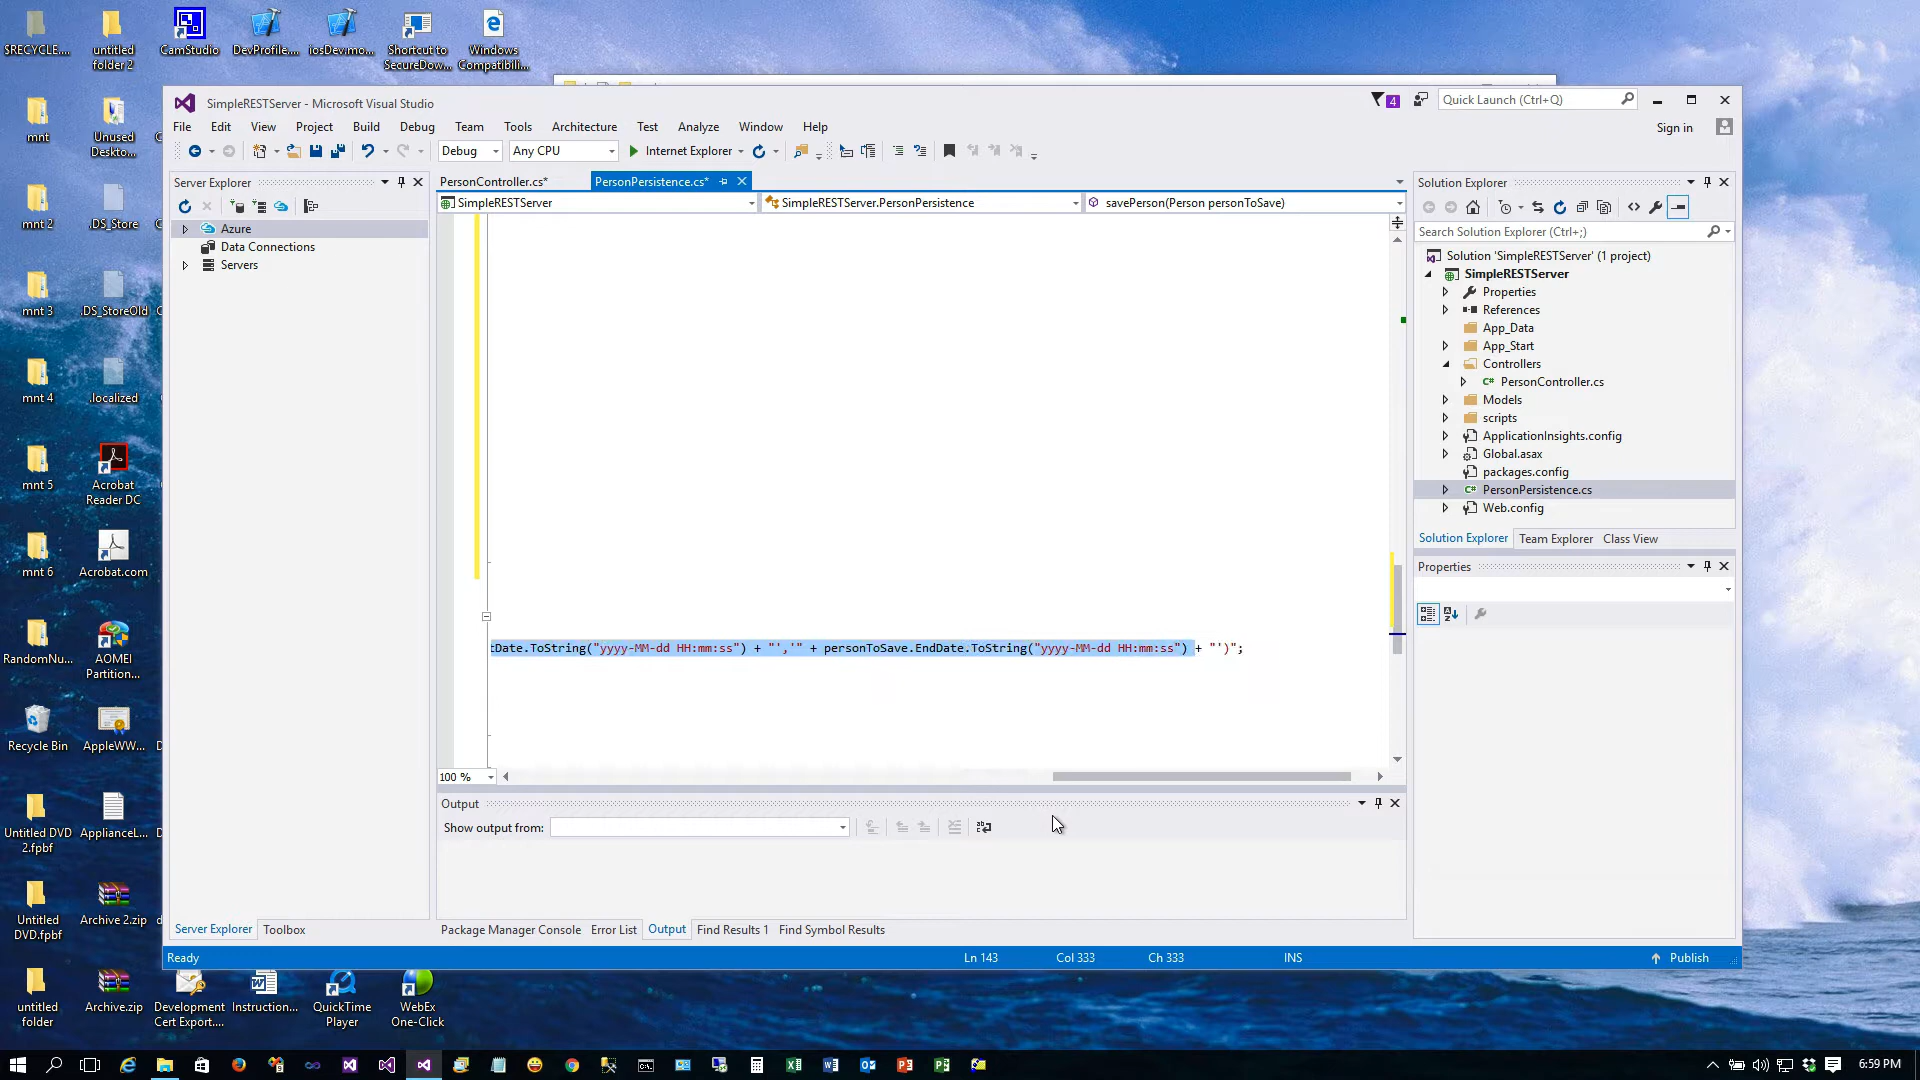 $RECYCLE....
untitled
folder 2
CamStudio
DevProfile....
iosDev.mo...
Shortcut to
SecureDow...
Windows
Compatibili...
mnt
Unused
Deskto...
mnt 2
.DS_Store
mnt 3
.DS_StoreOld
mnt 4
.localized
mnt 5
Acrobat
Reader DC
mnt 6
Acrobat.com
RandomNu...
AOMEI
Partition...
Recycle Bin
AppleWW...
Untitled DVD
2.fpbf
ApplianceL...
Untitled
DVD.fpbf
Archive 2.zip
untitled
folder
Archive.zip
Development
Cert Export....
Instruction...
QuickTime
Player
WebEx
One-Click
SimpleRESTServer - Microsoft Visual Studio
4
Quick Launch (Ctrl+Q)
File Edit View Project Build Debug Team Tools Architecture Test Analyze Window Help
Sign in
Debug
Any CPU
Internet Explorer
Server Explorer
Azure
Data Connections
Servers
Server Explorer
Toolbox
PersonController.cs*
PersonPersistence.cs*
SimpleRESTServer
SimpleRESTServer.PersonPersistence
savePerson(Person personToSave)
tDate.ToString("yyyy-MM-dd HH:mm:ss") + "','" + personToSave.EndDate.ToString("yyyy-MM-dd HH:mm:ss") + "')";
100 %
Output
Show output from:
Package Manager Console
Error List
Output
Find Results 1
Find Symbol Results
Solution Explorer
Search Solution Explorer (Ctrl+;)
Solution 'SimpleRESTServer' (1 project)
SimpleRESTServer
Properties
References
App_Data
App_Start
Controllers
C# PersonController.cs
Models
scripts
ApplicationInsights.config
Global.asax
packages.config
C# PersonPersistence.cs
Web.config
Solution Explorer
Team Explorer
Class View
Properties
Ready
Ln 143
Col 333
Ch 333
INS
Publish
6:59 PM